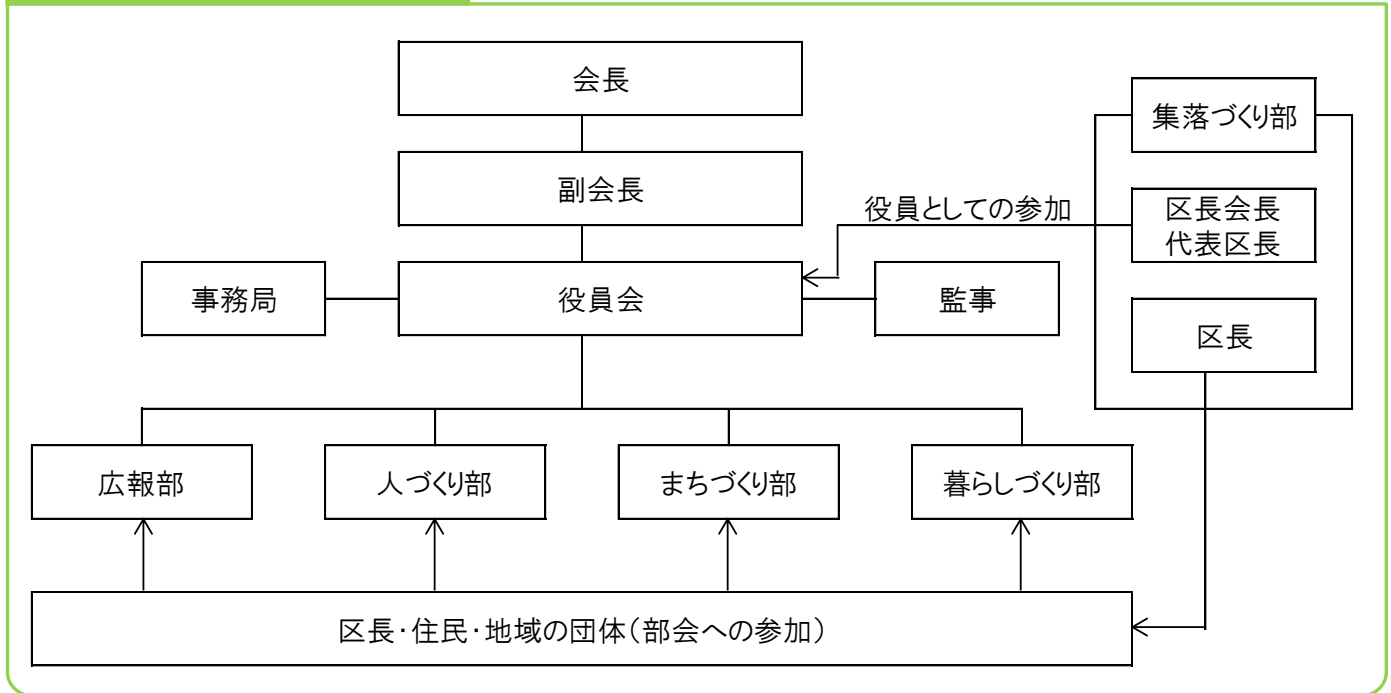 会長
集落づくり部
副会長
役員としての参加
区長会長
代表区長
事務局
役員会
監事
区長
広報部
人づくり部
まちづくり部
暮らしづくり部
区長・住民・地域の団体(部会への参加)